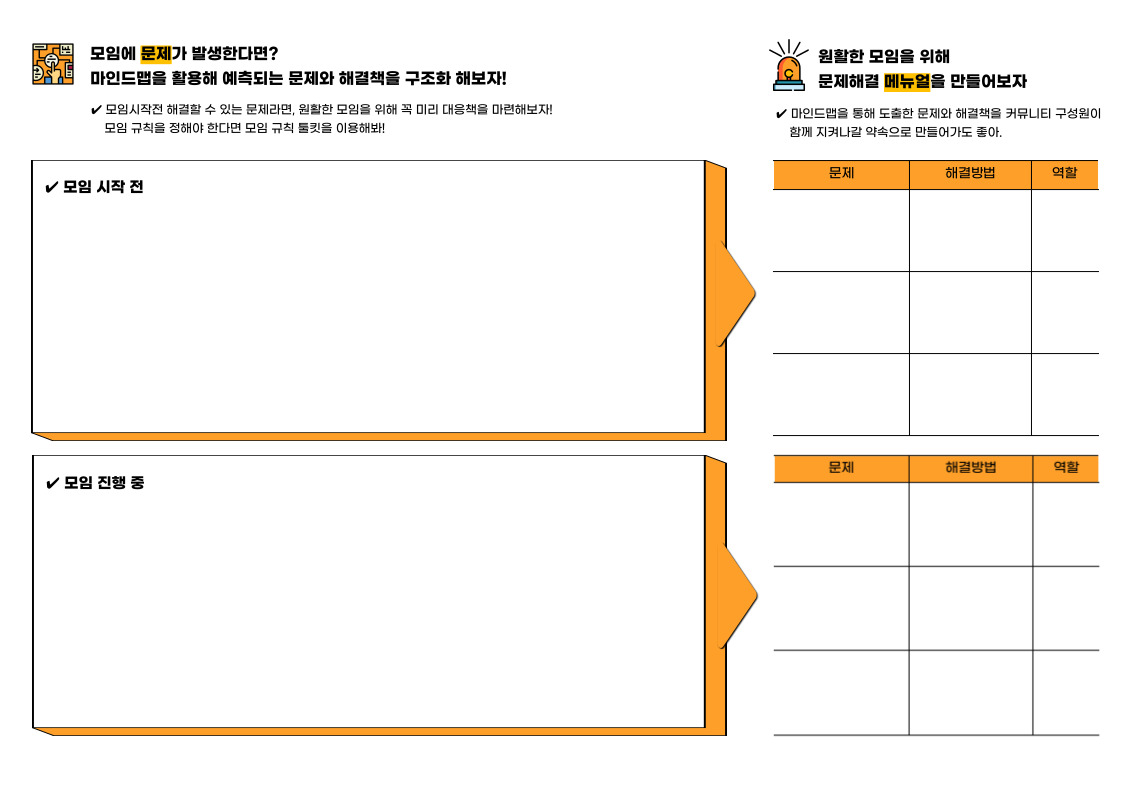 모임에 문제가 발생한다면?
마인드맵을 활용해 예측되는 문제와 해결책을 구조화 해보자!
✔ 모임시작전 해결할 수 있는 문제라면, 원활한 모임을 위해 꼭 미리 대응책을 마련해보자!
모임 규칙을 정해야 한다면 모임 규칙 툴킷을 이용해봐!
원활한 모임을 위해
문제해결 메뉴얼을 만들어보자
✔ 마인드맵을 통해 도출한 문제와 해결책을 커뮤니티 구성원이
함께 지켜나갈 약속으로 만들어가도 좋아.
✔ 모임 시작 전
문제 해결방법 역할
✔ 모임 진행 중
문제 해결방법 역할